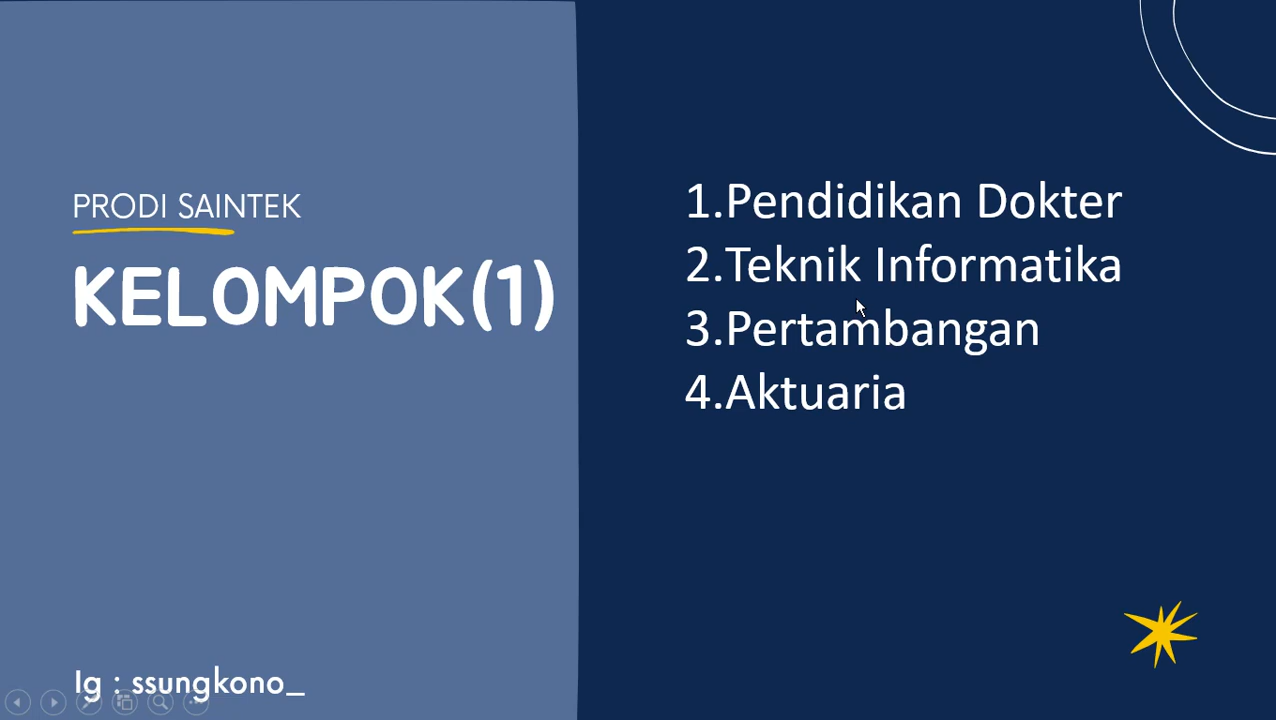 PRODI SAINTEK
KELOMPOK(1)
1.Pendidikan Dokter
2.Teknik Informatika
3.Pertambangan
4.Aktuaria
Ig : ssungkono_